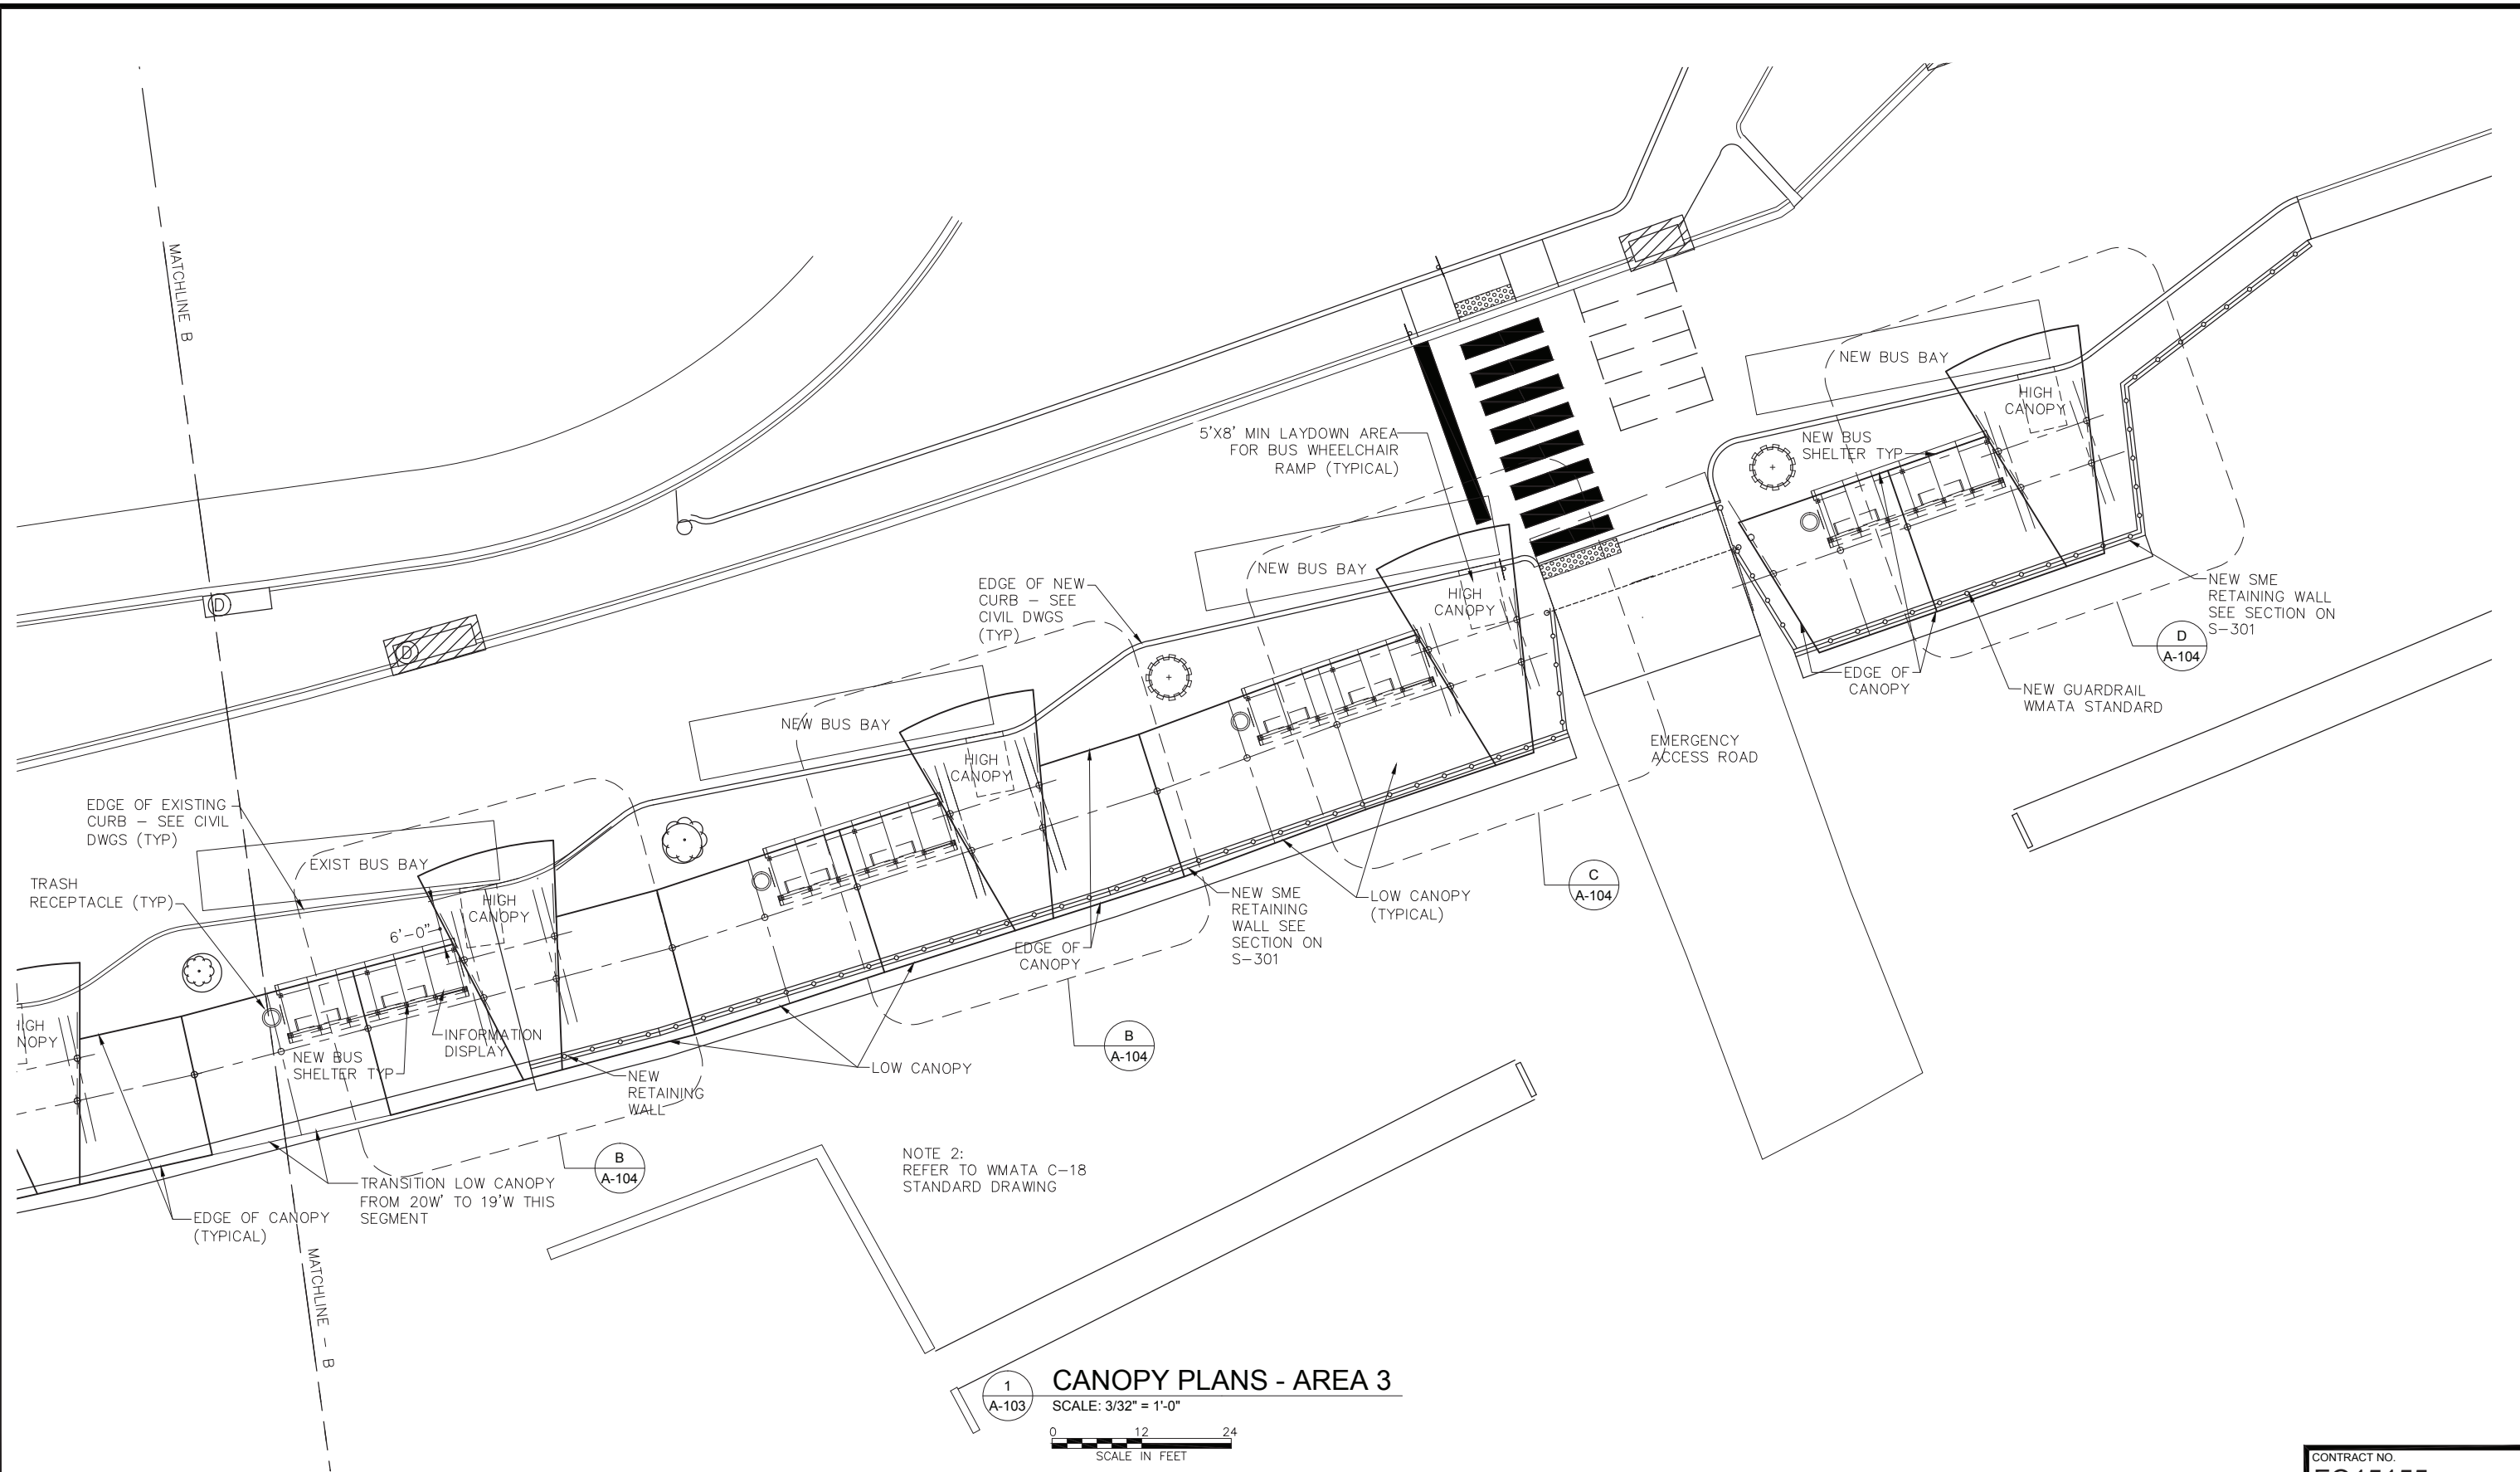 MATCHLINE B
D
D
5'X8' MIN LAYDOWN AREA
FOR BUS WHEELCHAIR
RAMP (TYPICAL)
NEW BUS BAY
HIGH
CANOPY
NEW BUS
SHELTER TYP
NEW SME
RETAINING WALL
SEE SECTION ON
S-301
D
A-104
EDGE OF
CANOPY
NEW GUARDRAIL
WMATA STANDARD
EDGE OF NEW
CURB – SEE
CIVIL DWGS
(TYP)
NEW BUS BAY
HIGH
CANOPY
EMERGENCY
ACCESS ROAD
NEW BUS BAY
HIGH
CANOPY
EDGE OF EXISTING
CURB – SEE CIVIL
DWGS (TYP)
EXIST BUS BAY
TRASH
RECEPTACLE (TYP)
6'-0"
HIGH
CANOPY
NEW SME
RETAINING
WALL SEE
SECTION ON
S-301
LOW CANOPY
(TYPICAL)
C
A-104
EDGE OF
CANOPY
INFORMATION
DISPLAY
NEW BUS
SHELTER TYP
NEW
RETAINING
WALL
LOW CANOPY
B
A-104
B
A-104
TRANSITION LOW CANOPY
FROM 20W' TO 19'W THIS
SEGMENT
EDGE OF CANOPY
(TYPICAL)
NOTE 2:
REFER TO WMATA C-18
STANDARD DRAWING
MATCHLINE - B
1
A-103
CANOPY PLANS - AREA 3
SCALE: 3/32" = 1'-0"
0 12 24
SCALE IN FEET
CONTRACT NO.